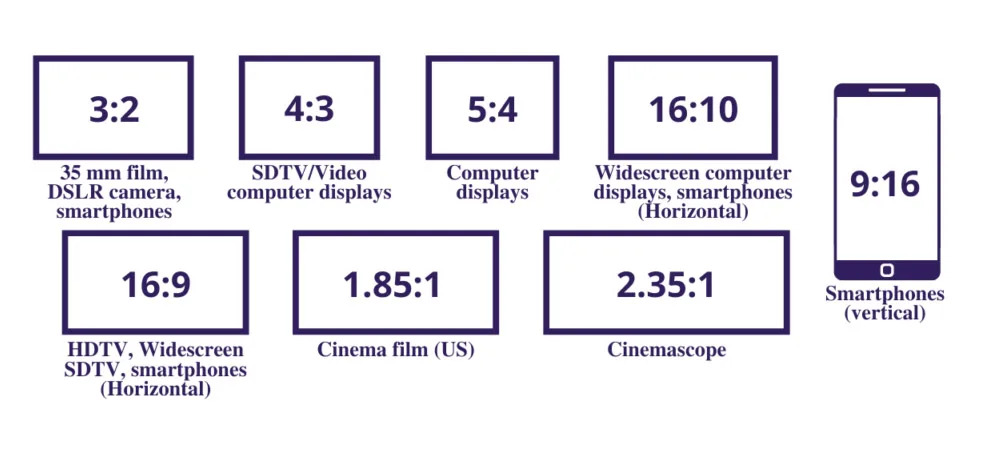 3:2
35 mm film,
DSLR camera,
smartphones
4:3
SDTV/Video
computer displays
5:4
Computer
displays
16:10
Widescreen computer
displays, smartphones
(Horizontal)
9:16
Smartphones
(vertical)
16:9
HDTV, Widescreen
SDTV, smartphones
(Horizontal)
1.85:1
Cinema film (US)
2.35:1
Cinemascope